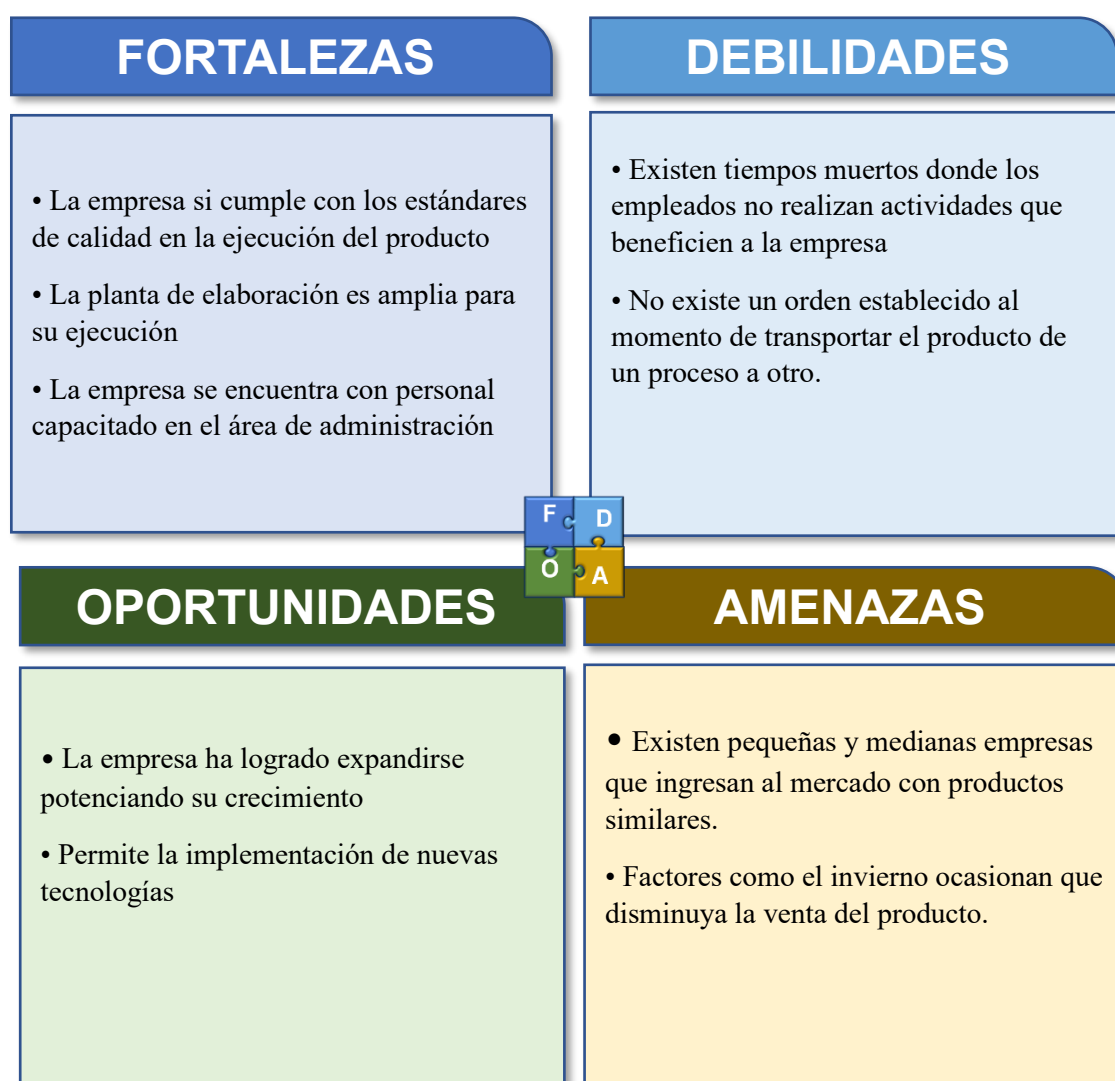 FORTALEZAS
• La empresa si cumple con los estándares
de calidad en la ejecución del producto
• La planta de elaboración es amplia para
su ejecución
• La empresa se encuentra con personal
capacitado en el área de administración
DEBILIDADES
• Existen tiempos muertos donde los
empleados no realizan actividades que
beneficien a la empresa
• No existe un orden establecido al
momento de transportar el producto de
un proceso a otro.
F D
O A
OPORTUNIDADES
• La empresa ha logrado expandirse
potenciando su crecimiento
• Permite la implementación de nuevas
tecnologías
AMENAZAS
• Existen pequeñas y medianas empresas
que ingresan al mercado con productos
similares.
• Factores como el invierno ocasionan que
disminuya la venta del producto.